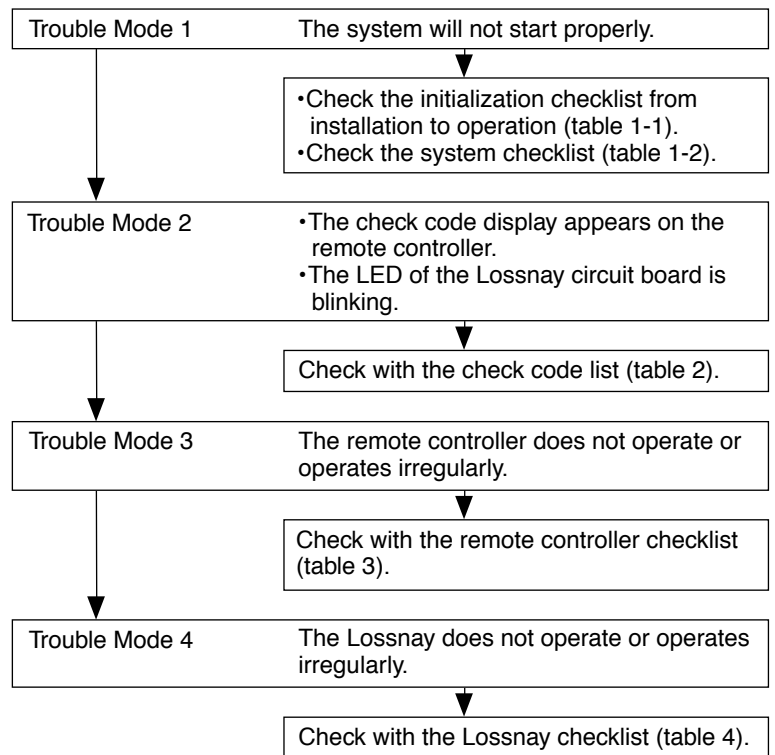 Trouble Mode 1 The system will not start properly.
・Check the initialization checklist from
installation to operation (table 1-1).
・Check the system checklist (table 1-2).
Trouble Mode 2 ・The check code display appears on the
remote controller.
・The LED of the Lossnay circuit board is
blinking.
Check with the check code list (table 2).
Trouble Mode 3 The remote controller does not operate or
operates irregularly.
Check with the remote controller checklist
(table 3).
Trouble Mode 4 The Lossnay does not operate or operates
irregularly.
Check with the Lossnay checklist (table 4).